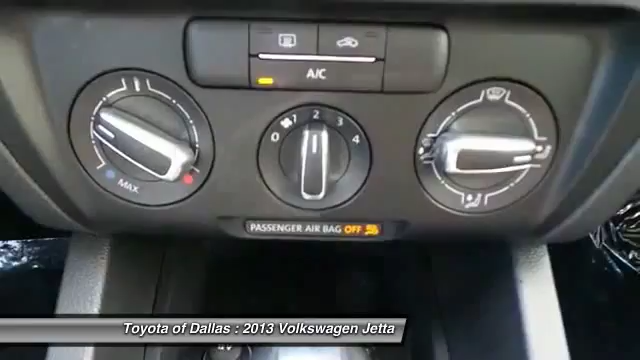 A/C
0 1 2 3 4
MAX
PASSENGER AIR BAG OFF
Toyota of Dallas : 2013 Volkswagen Jetta